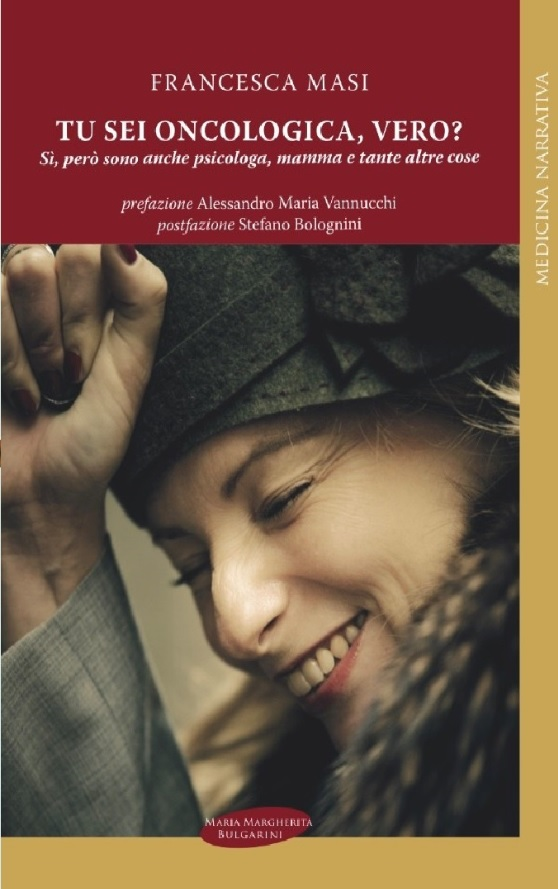 FRANCESCA MASI
TU SEI ONCOLOGICA, VERO?
Sì, però sono anche psicologa, mamma e tante altre cose
prefazione Alessandro Maria Vannucchi
postfazione Stefano Bolognini
MEDICINA NARRATIVA
MARIA MARGHERITA
BULGARINI